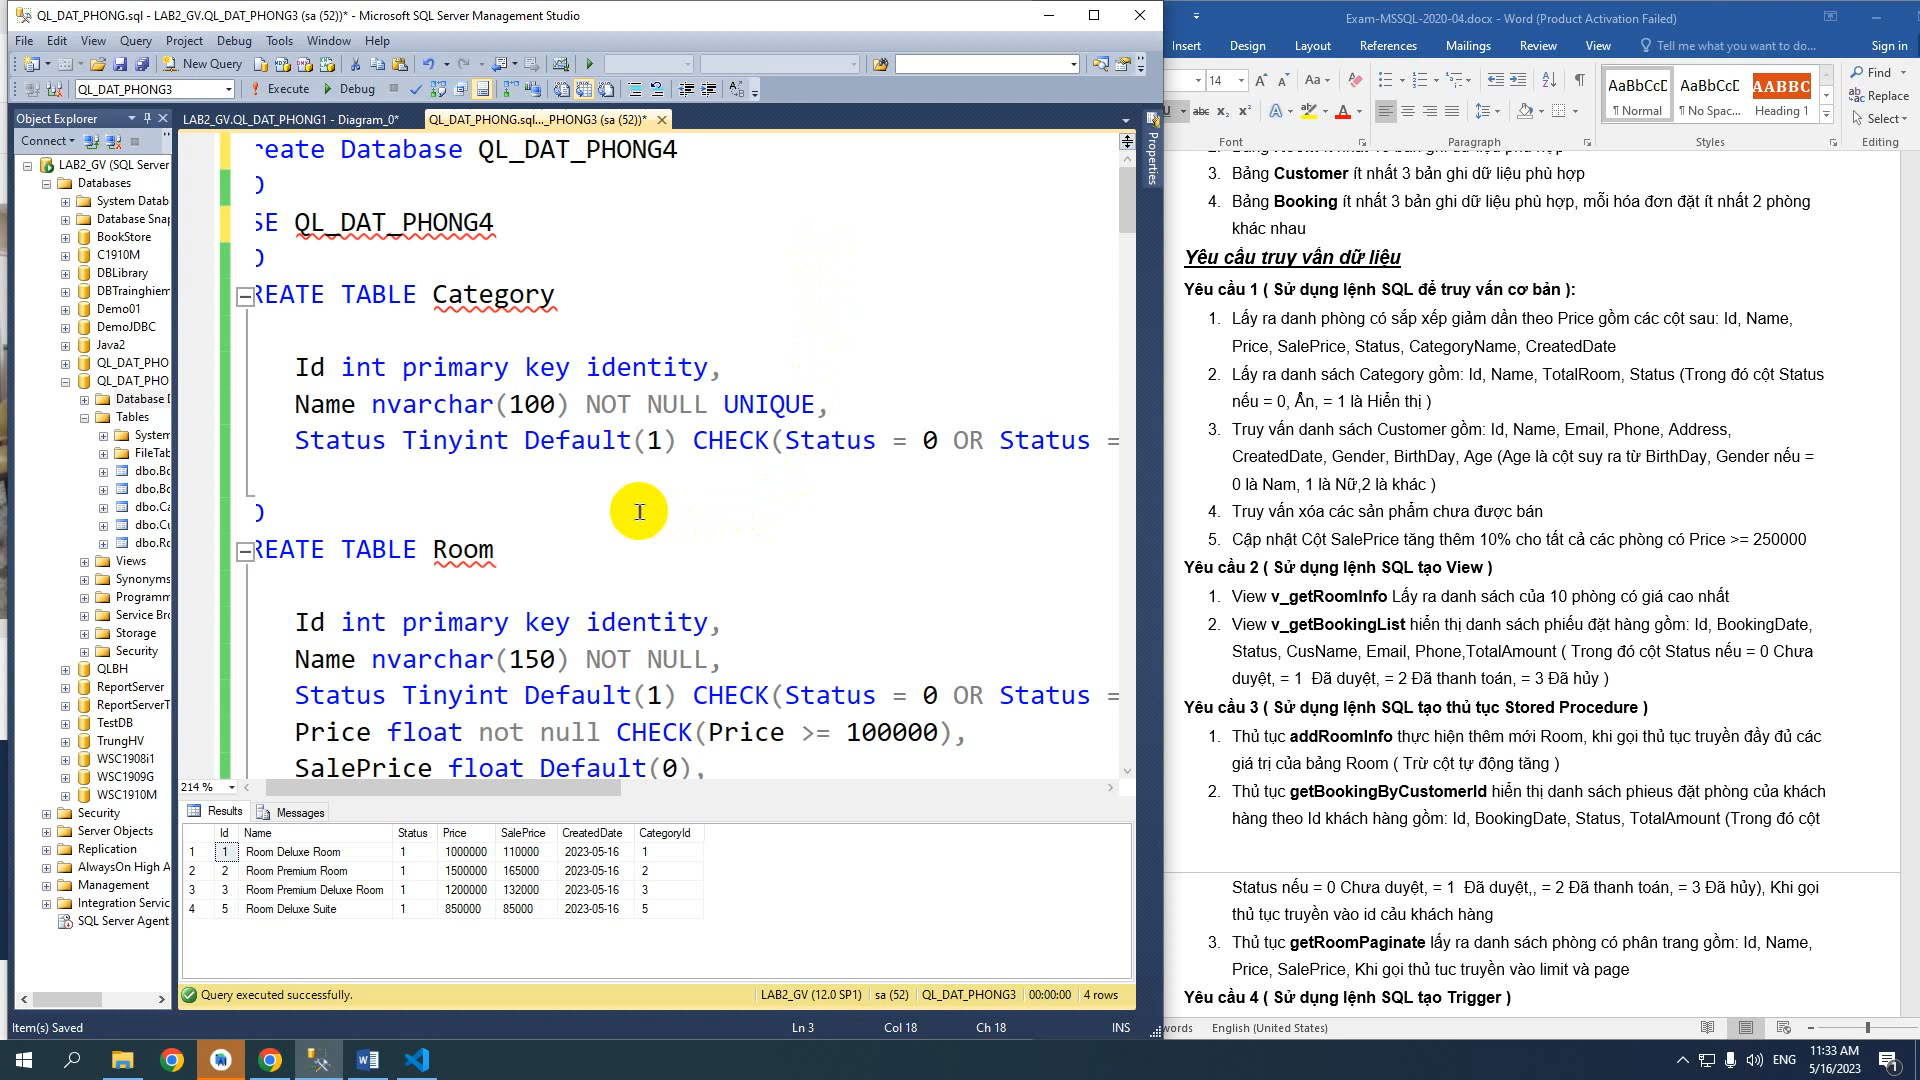 QL_DAT_PHONG.sql - LAB2_GV.QL_DAT_PHONG3 (sa (52))* - Microsoft SQL Server Management Studio
File Edit View Query Project Debug Tools Window Help
New Query
QL_DAT_PHONG3
Execute
Debug
Object Explorer
Connect
LAB2_GV (SQL Server
Databases
System Datab
Database Snap
BookStore
C1910M
DBLibrary
DBTrainghiem
Demo01
DemoJDBC
Java2
QL_DAT_PHO
QL_DAT_PHO
Database D
Tables
System
FileTab
dbo.Bo
dbo.Bo
dbo.Ca
dbo.Cu
dbo.Ro
Views
Synonyms
Programm
Service Bro
Storage
Security
QLBH
ReportServer
ReportServerT
TestDB
TrungHV
WSC1908i1
WSC1909G
WSC1910M
Security
Server Objects
Replication
AlwaysOn High A
Management
Integration Servic
SQL Server Agent
LAB2_GV.QL_DAT_PHONG1 - Diagram_0*
QL_DAT_PHONG.sql..._PHONG3 (sa (52))*
Properties
reate Database QL_DAT_PHONG4
O
SE QL_DAT_PHONG4
O
REATE TABLE Category
Id int primary key identity,
Name nvarchar(100) NOT NULL UNIQUE,
Status Tinyint Default(1) CHECK(Status = 0 OR Status =
O
REATE TABLE Room
Id int primary key identity,
Name nvarchar(150) NOT NULL,
Status Tinyint Default(1) CHECK(Status = 0 OR Status =
Price float not null CHECK(Price >= 100000),
SalePrice float Default(0),
214 %
Results Messages
Id Name Status Price SalePrice CreatedDate CategoryId
1 1 Room Deluxe Room 1 1000000 110000 2023-05-16 1
2 2 Room Premium Room 1 1500000 165000 2023-05-16 2
3 3 Room Premium Deluxe Room 1 1200000 132000 2023-05-16 3
4 5 Room Deluxe Suite 1 850000 85000 2023-05-16 5
Query executed successfully.
LAB2_GV (12.0 SP1) sa (52) QL_DAT_PHONG3 00:00:00 4 rows
Item(s) Saved
Ln 3 Col 18 Ch 18 INS
Exam-MSSQL-2020-04.docx - Word (Product Activation Failed)
Insert Design Layout References Mailings Review View Tell me what you want to do... Sign in
14
Aa
abc
AaBbCcD AaBbCcD AABBC
¶ Normal ¶ No Spac... Heading 1
Find
Replace
Select
Font Paragraph Styles Editing
3. Bảng Customer ít nhất 3 bản ghi dữ liệu phù hợp
4. Bảng Booking ít nhất 3 bản ghi dữ liệu phù hợp, mỗi hóa đơn đặt ít nhất 2 phòng
khác nhau
Yêu cầu truy vấn dữ liệu
Yêu cầu 1 ( Sử dụng lệnh SQL để truy vấn cơ bản ):
1. Lấy ra danh phòng có sắp xếp giảm dần theo Price gồm các cột sau: Id, Name,
Price, SalePrice, Status, CategoryName, CreatedDate
2. Lấy ra danh sách Category gồm: Id, Name, TotalRoom, Status (Trong đó cột Status
nếu = 0, Ẩn, = 1 là Hiển thị )
3. Truy vấn danh sách Customer gồm: Id, Name, Email, Phone, Address,
CreatedDate, Gender, BirthDay, Age (Age là cột suy ra từ BirthDay, Gender nếu =
0 là Nam, 1 là Nữ,2 là khác )
4. Truy vấn xóa các sản phẩm chưa được bán
5. Cập nhật Cột SalePrice tăng thêm 10% cho tất cả các phòng có Price >= 250000
Yêu cầu 2 ( Sử dụng lệnh SQL tạo View )
1. View v_getRoomInfo Lấy ra danh sách của 10 phòng có giá cao nhất
2. View v_getBookingList hiển thị danh sách phiếu đặt hàng gồm: Id, BookingDate,
Status, CusName, Email, Phone,TotalAmount ( Trong đó cột Status nếu = 0 Chưa
duyệt, = 1 Đã duyệt, = 2 Đã thanh toán, = 3 Đã hủy )
Yêu cầu 3 ( Sử dụng lệnh SQL tạo thủ tục Stored Procedure )
1. Thủ tục addRoomInfo thực hiện thêm mới Room, khi gọi thủ tục truyền đầy đủ các
giá trị của bảng Room ( Trừ cột tự động tăng )
2. Thủ tục getBookingByCustomerId hiển thị danh sách phieus đặt phòng của khách
hàng theo Id khách hàng gồm: Id, BookingDate, Status, TotalAmount (Trong đó cột
Status nếu = 0 Chưa duyệt, = 1 Đã duyệt,, = 2 Đã thanh toán, = 3 Đã hủy), Khi gọi
thủ tục truyền vào id cảu khách hàng
3. Thủ tục getRoomPaginate lấy ra danh sách phòng có phân trang gồm: Id, Name,
Price, SalePrice, Khi gọi thủ tuc truyền vào limit và page
Yêu cầu 4 ( Sử dụng lệnh SQL tạo Trigger )
words English (United States)
ENG
11:33 AM
5/16/2023
1